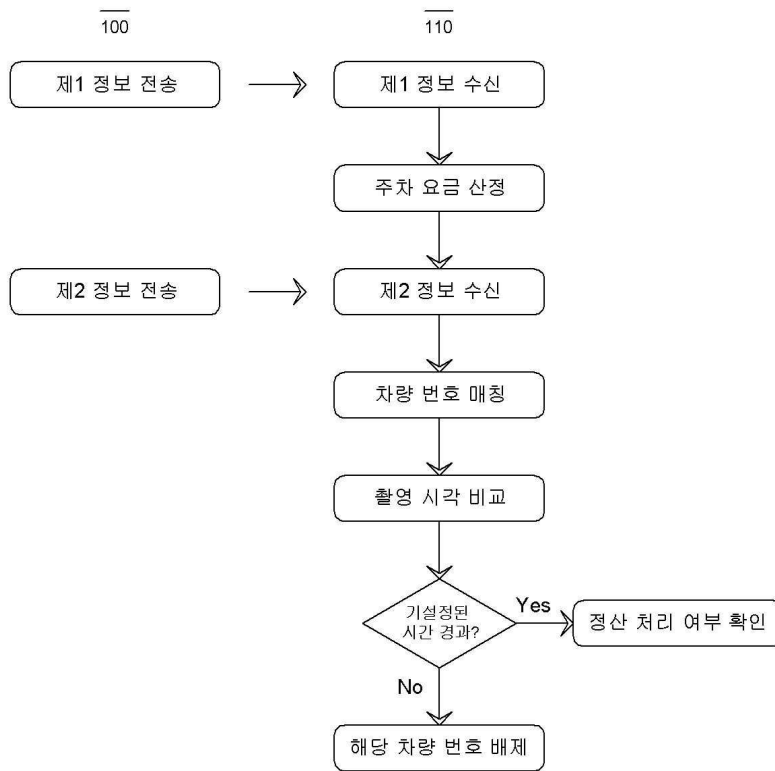 100
110
제1 정보 전송
제1 정보 수신
주차 요금 산정
제2 정보 전송
제2 정보 수신
차량 번호 매칭
촬영 시각 비교
기설정된
시간 경과?
Yes
정산 처리 여부 확인
No
해당 차량 번호 배제